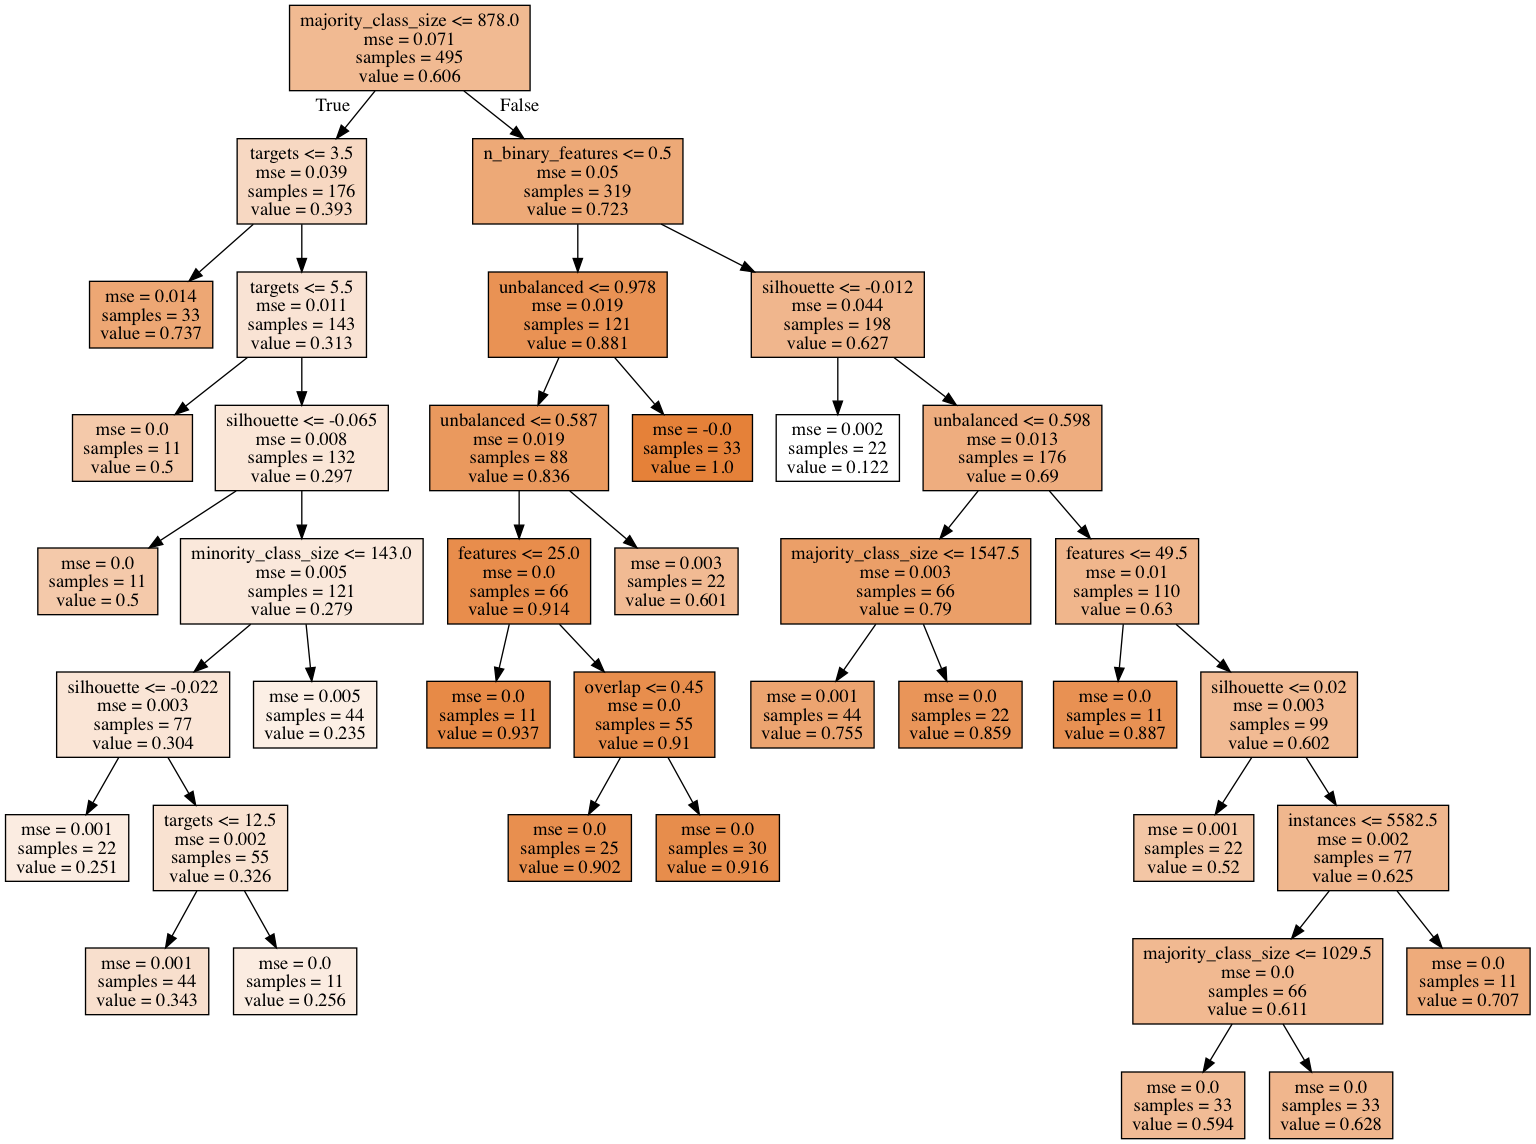 majority_class_size <= 878.0
mse = 0.071
samples = 495
value = 0.606
True
False
targets <= 3.5
mse = 0.039
samples = 176
value = 0.393
n_binary_features <= 0.5
mse = 0.05
samples = 319
value = 0.723
mse = 0.014
samples = 33
value = 0.737
targets <= 5.5
mse = 0.011
samples = 143
value = 0.313
unbalanced <= 0.978
mse = 0.019
samples = 121
value = 0.881
silhouette <= -0.012
mse = 0.044
samples = 198
value = 0.627
mse = 0.0
samples = 11
value = 0.5
silhouette <= -0.065
mse = 0.008
samples = 132
value = 0.297
unbalanced <= 0.587
mse = 0.019
samples = 88
value = 0.836
mse = -0.0
samples = 33
value = 1.0
mse = 0.002
samples = 22
value = 0.122
unbalanced <= 0.598
mse = 0.013
samples = 176
value = 0.69
mse = 0.0
samples = 11
value = 0.5
minority_class_size <= 143.0
mse = 0.005
samples = 121
value = 0.279
features <= 25.0
mse = 0.0
samples = 66
value = 0.914
mse = 0.003
samples = 22
value = 0.601
majority_class_size <= 1547.5
mse = 0.003
samples = 66
value = 0.79
features <= 49.5
mse = 0.01
samples = 110
value = 0.63
silhouette <= -0.022
mse = 0.003
samples = 77
value = 0.304
mse = 0.005
samples = 44
value = 0.235
mse = 0.0
samples = 11
value = 0.937
overlap <= 0.45
mse = 0.0
samples = 55
value = 0.91
mse = 0.001
samples = 44
value = 0.755
mse = 0.0
samples = 22
value = 0.859
mse = 0.0
samples = 11
value = 0.887
silhouette <= 0.02
mse = 0.003
samples = 99
value = 0.602
mse = 0.001
samples = 22
value = 0.251
targets <= 12.5
mse = 0.002
samples = 55
value = 0.326
mse = 0.0
samples = 25
value = 0.902
mse = 0.0
samples = 30
value = 0.916
mse = 0.001
samples = 22
value = 0.52
instances <= 5582.5
mse = 0.002
samples = 77
value = 0.625
mse = 0.001
samples = 44
value = 0.343
mse = 0.0
samples = 11
value = 0.256
majority_class_size <= 1029.5
mse = 0.0
samples = 66
value = 0.611
mse = 0.0
samples = 11
value = 0.707
mse = 0.0
samples = 33
value = 0.594
mse = 0.0
samples = 33
value = 0.628